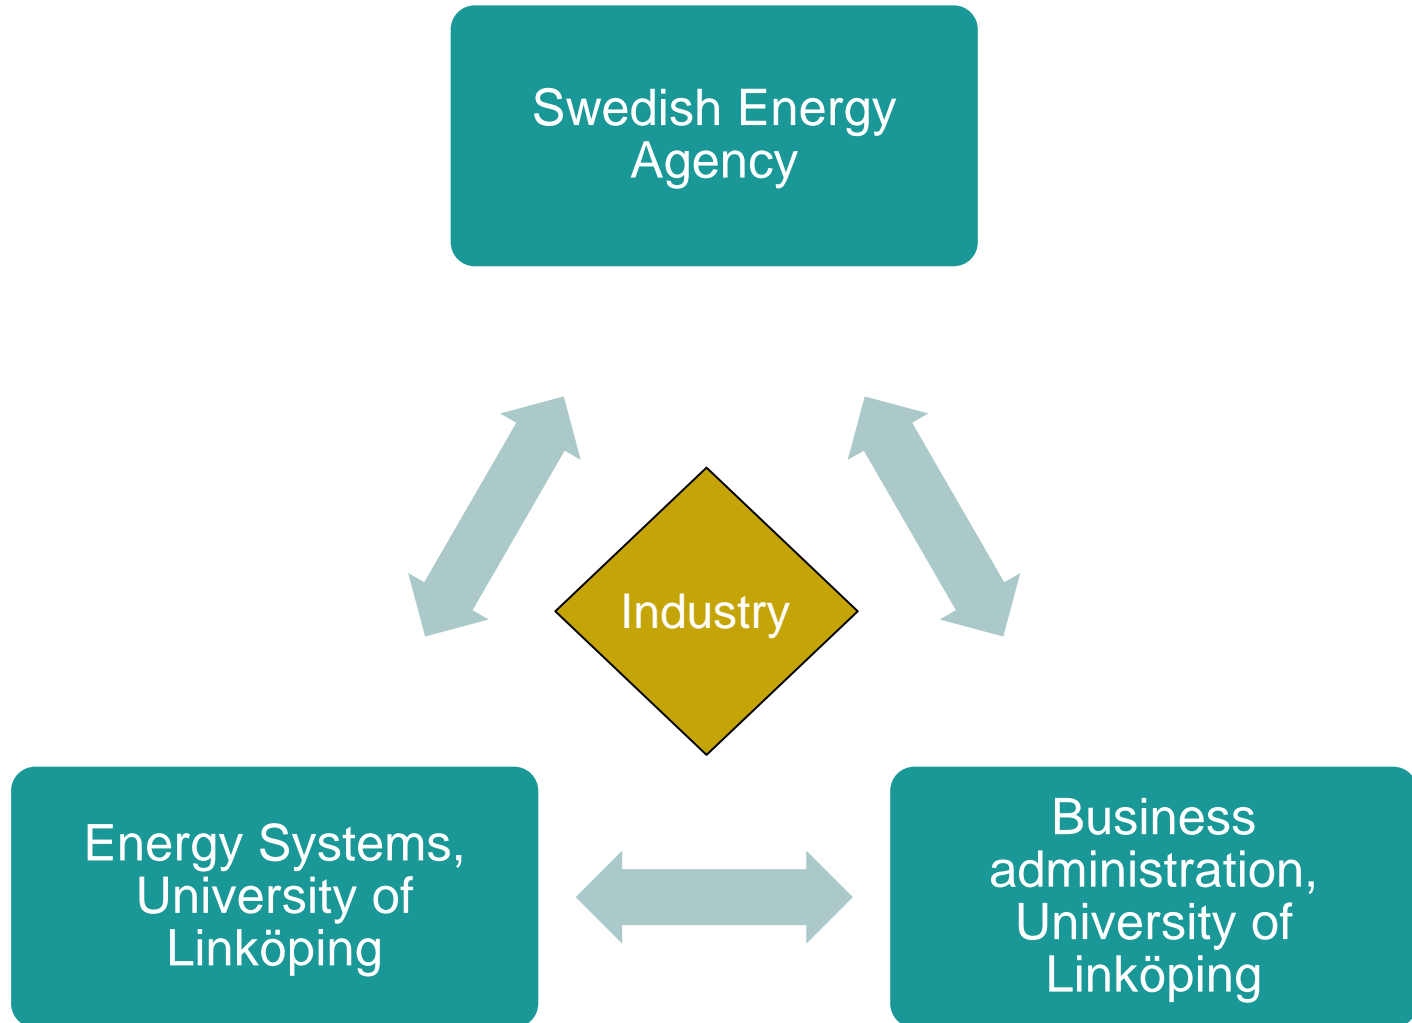 Swedish Energy
Agency
Industry
Energy Systems,
University of
Linköping
Business
administration,
University of
Linköping